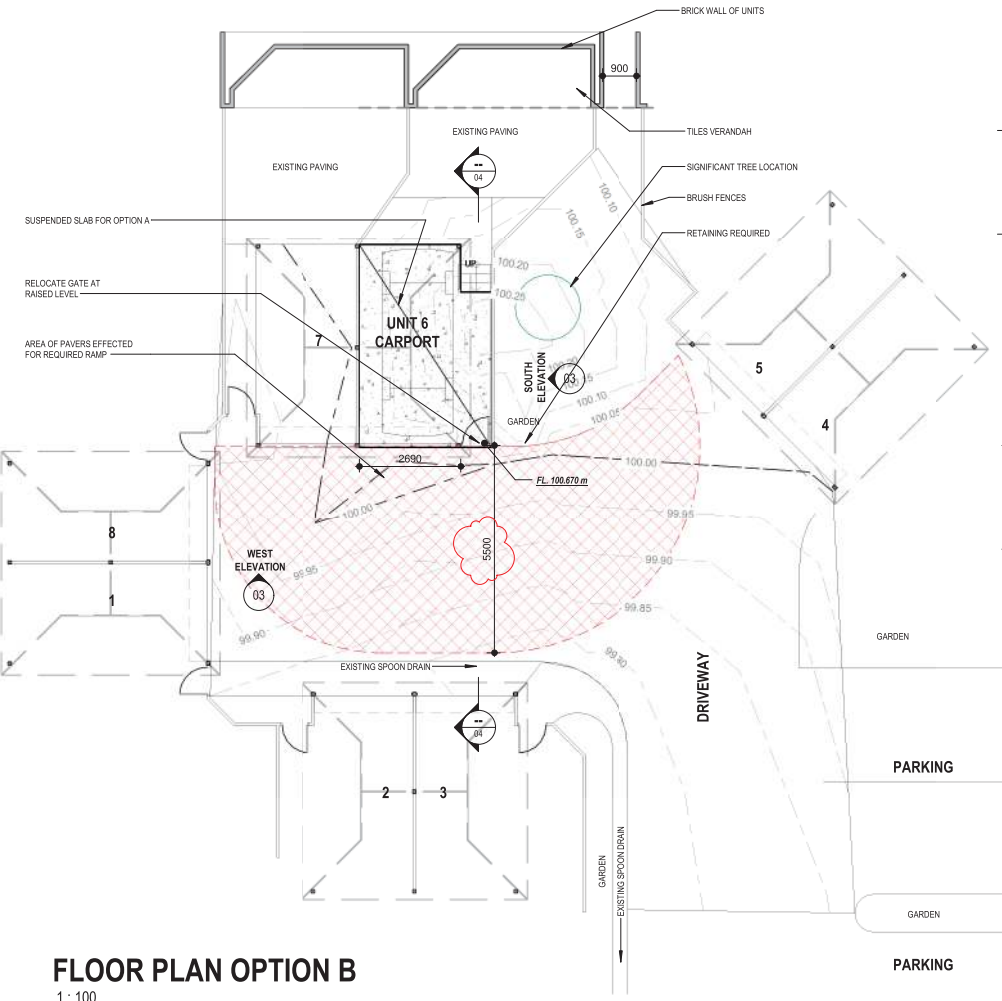 BRICK WALL OF UNITS
900
EXISTING PAVING
TILES VERANDAH
EXISTING PAVING
--
04
SIGNIFICANT TREE LOCATION
100.10
BRUSH FENCES
100.15
SUSPENDED SLAB FOR OPTION A
RETAINING REQUIRED
UP
100.20
RELOCATE GATE AT
RAISED LEVEL
100.25
UNIT 6
CARPORT
AREA OF PAVERS EFFECTED
FOR REQUIRED RAMP
7
5
SOUTH
ELEVATION
03
100.20
100.15
100.10
100.05
GARDEN
4
2690
100.00
FL. 100.670 m
100.00
99.95
8
5500
WEST
ELEVATION
03
99.95
99.90
1
99.85
99.90
99.80
GARDEN
EXISTING SPOON DRAIN
DRIVEWAY
--
04
PARKING
2
3
GARDEN
EXISTING SPOON DRAIN
GARDEN
PARKING
FLOOR PLAN OPTION B
1 : 100